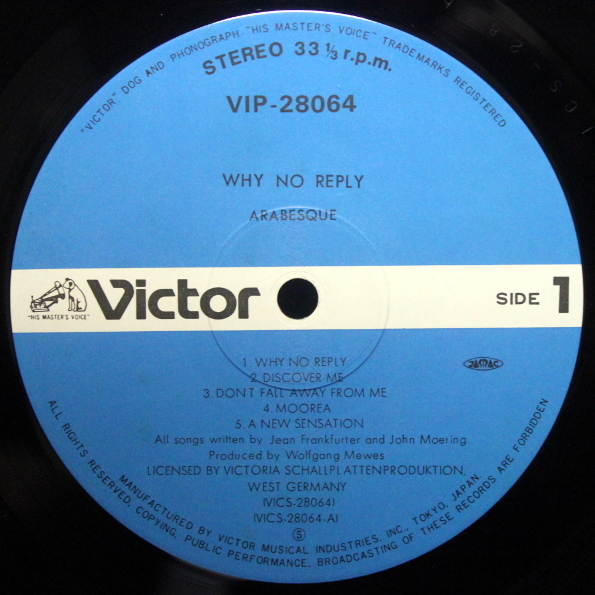 "VICTOR" DOG AND PHONOGRAPH "HIS MASTER'S VOICE" TRADEMARKS REGISTERED
STEREO 33 1/3 r.p.m.
VIP-28064
WHY NO REPLY
ARABESQUE
"HIS MASTER'S VOICE"
Victor
SIDE 1
1. WHY NO REPLY
2. DISCOVER ME
3. DON'T FALL AWAY FROM ME
4. MOOREA
5. A NEW SENSATION
JASRAC
All songs written by Jean Frankfurter and John Moering
Produced by Wolfgang Mewes
LICENSED BY VICTORIA SCHALLPLATTENPRODUKTION,
WEST GERMANY
(VICS-28064)
(VICS-28064-A)
Ⓢ
MANUFACTURED BY VICTOR MUSICAL INDUSTRIES, INC. TOKYO, JAPAN.
ALL RIGHTS RESERVED. COPYING, PUBLIC PERFORMANCE, BROADCASTING OF THESE RECORDS ARE FORBIDDEN